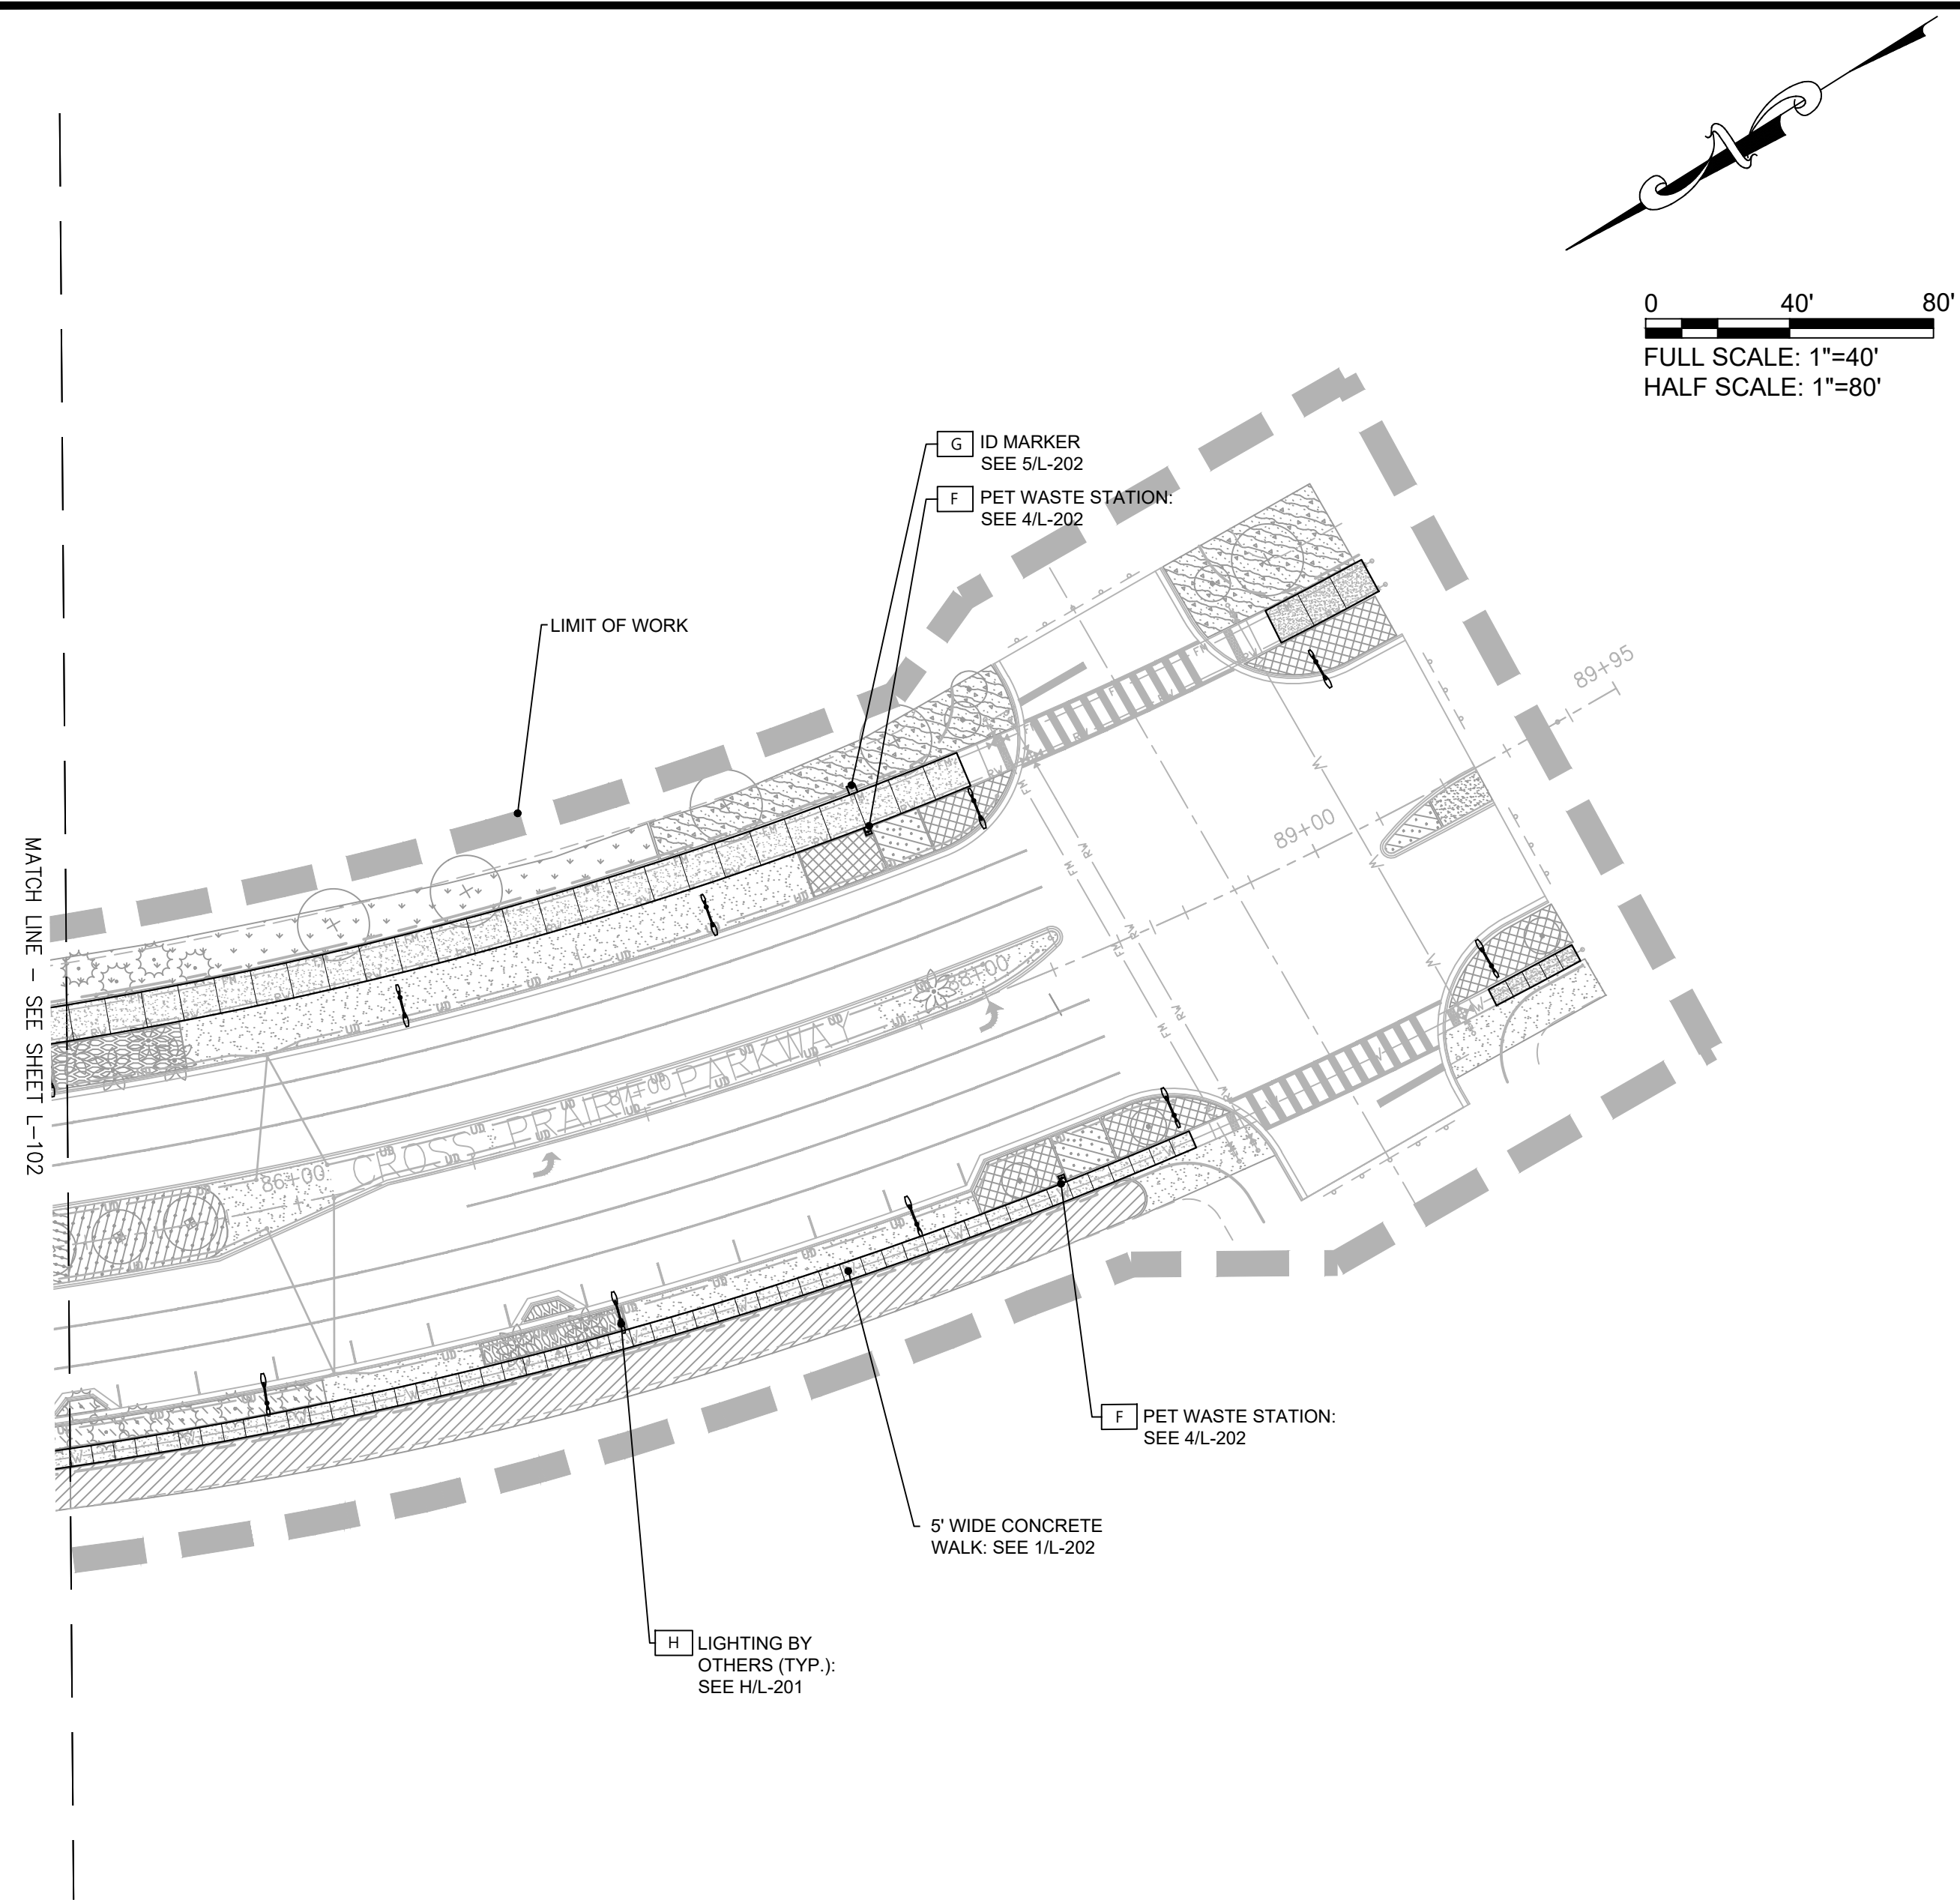 N
0 40' 80'
FULL SCALE: 1"=40'
HALF SCALE: 1"=80'
G ID MARKER
SEE 5/L-202
F PET WASTE STATION:
SEE 4/L-202
LIMIT OF WORK
89+95
89+00
88+00
87+00
86+00
CROSS PRAIRIE PARKWAY
MATCH LINE - SEE SHEET L-102
F PET WASTE STATION:
SEE 4/L-202
5' WIDE CONCRETE
WALK: SEE 1/L-202
H LIGHTING BY
OTHERS (TYP.):
SEE H/L-201